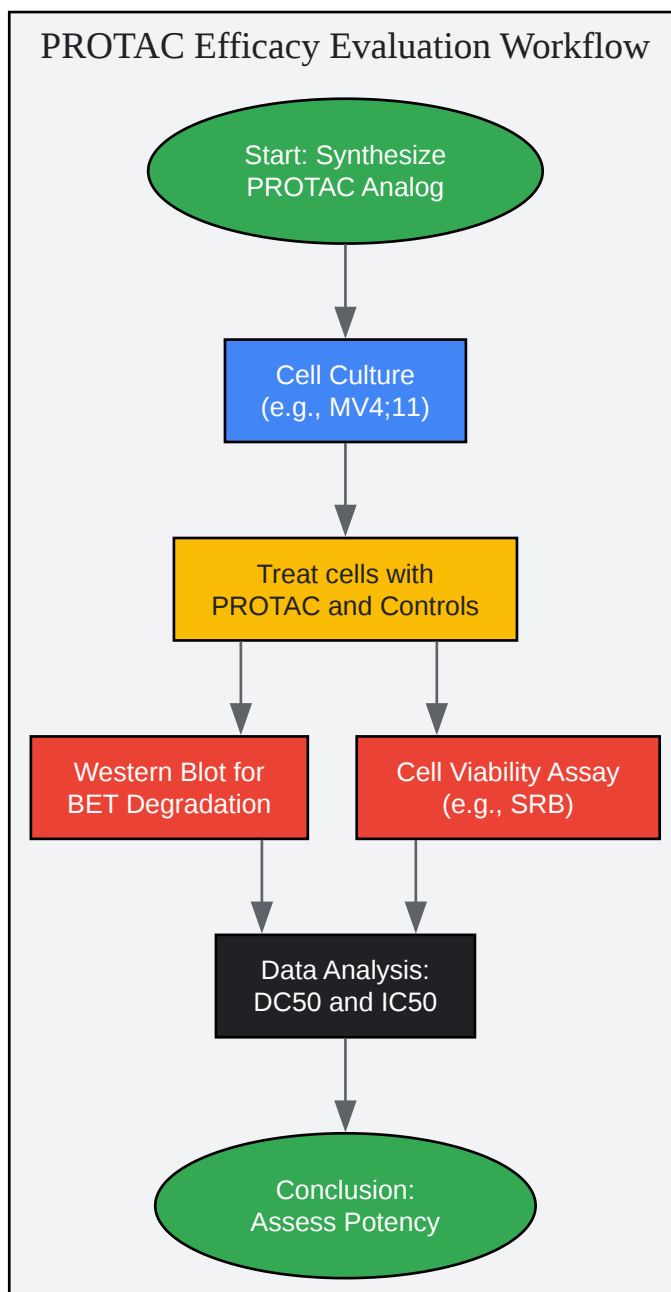 PROTAC Efficacy Evaluation Workflow
Start: Synthesize
PROTAC Analog
Cell Culture
(e.g., MV4;11)
Treat cells with
PROTAC and Controls
Western Blot for
BET Degradation
Cell Viability Assay
(e.g., SRB)
Data Analysis:
DC50 and IC50
Conclusion:
Assess Potency